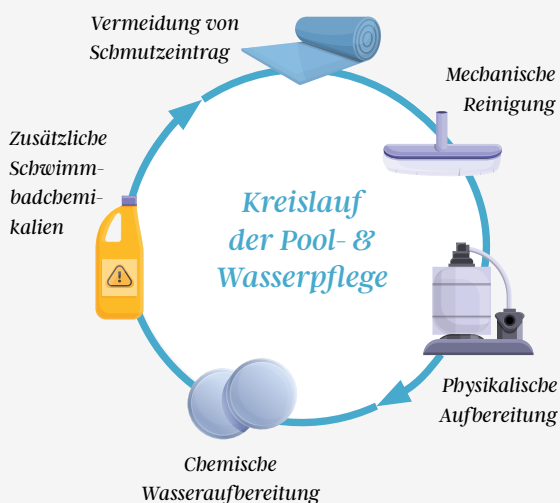 Vermeidung von
Schmutzeintrag
Mechanische
Reinigung
Zusätzliche
Schwimm-
badchemi-
kalien
Kreislauf
der Pool- &
Wasserpflege
Physikalische
Aufbereitung
Chemische
Wasseraufbereitung